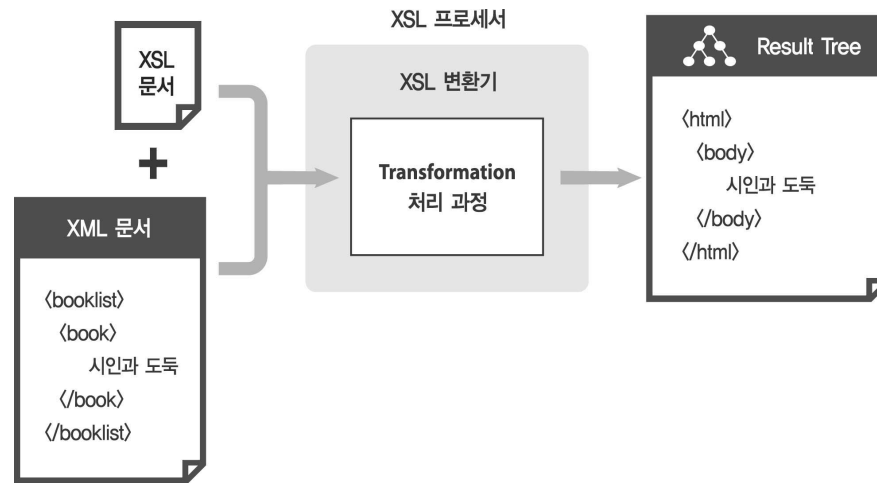 XSL 프로세서
XSL
문서
+
XML 문서
〈booklist〉
〈book〉
시인과 도둑
〈/book〉
〈/booklist〉
XSL 변환기
Transformation
처리 과정
Result Tree
〈html〉
〈body〉
시인과 도둑
〈/body〉
〈/html〉